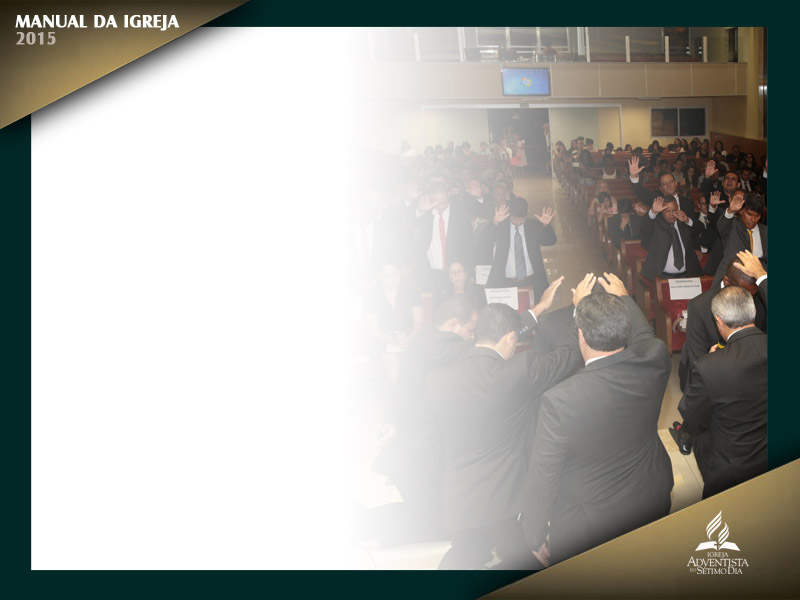 MANUAL DA IGREJA
2015
IGREJA
ADVENTISTA
DO SÉTIMO DIA